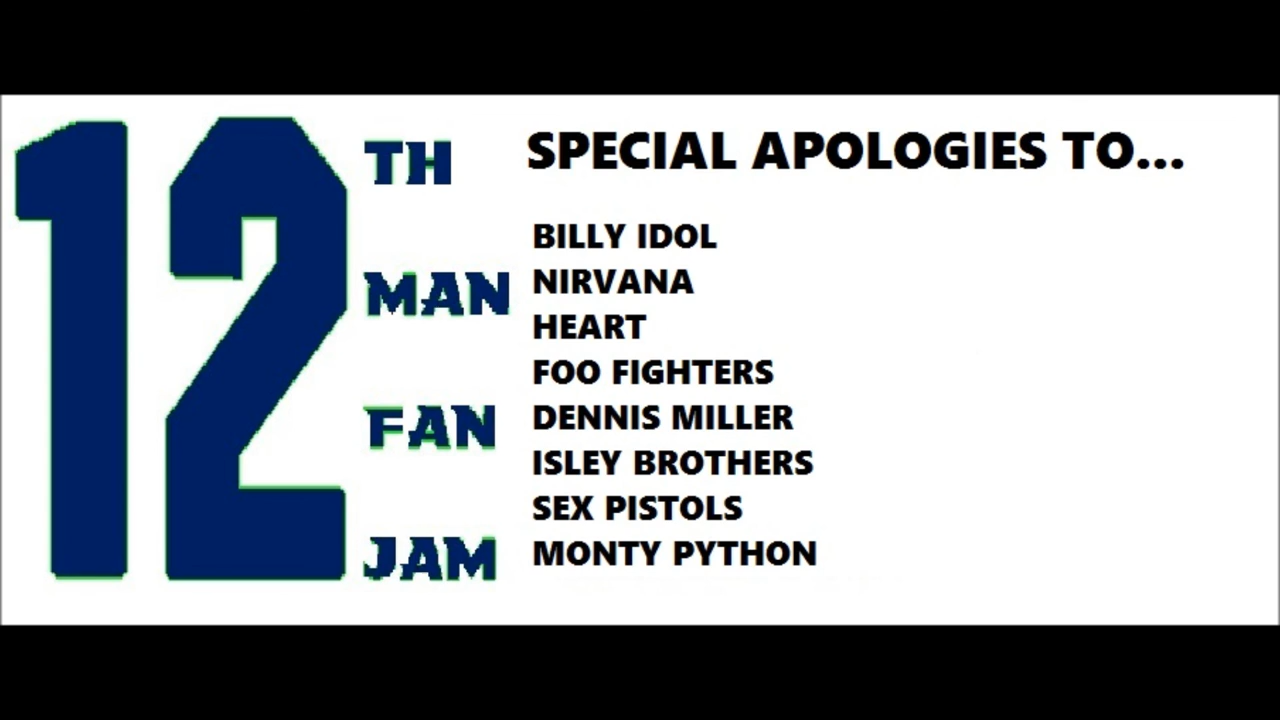 12
TH
MAN
FAN
JAM
SPECIAL APOLOGIES TO...
BILLY IDOL
NIRVANA
HEART
FOO FIGHTERS
DENNIS MILLER
ISLEY BROTHERS
SEX PISTOLS
MONTY PYTHON